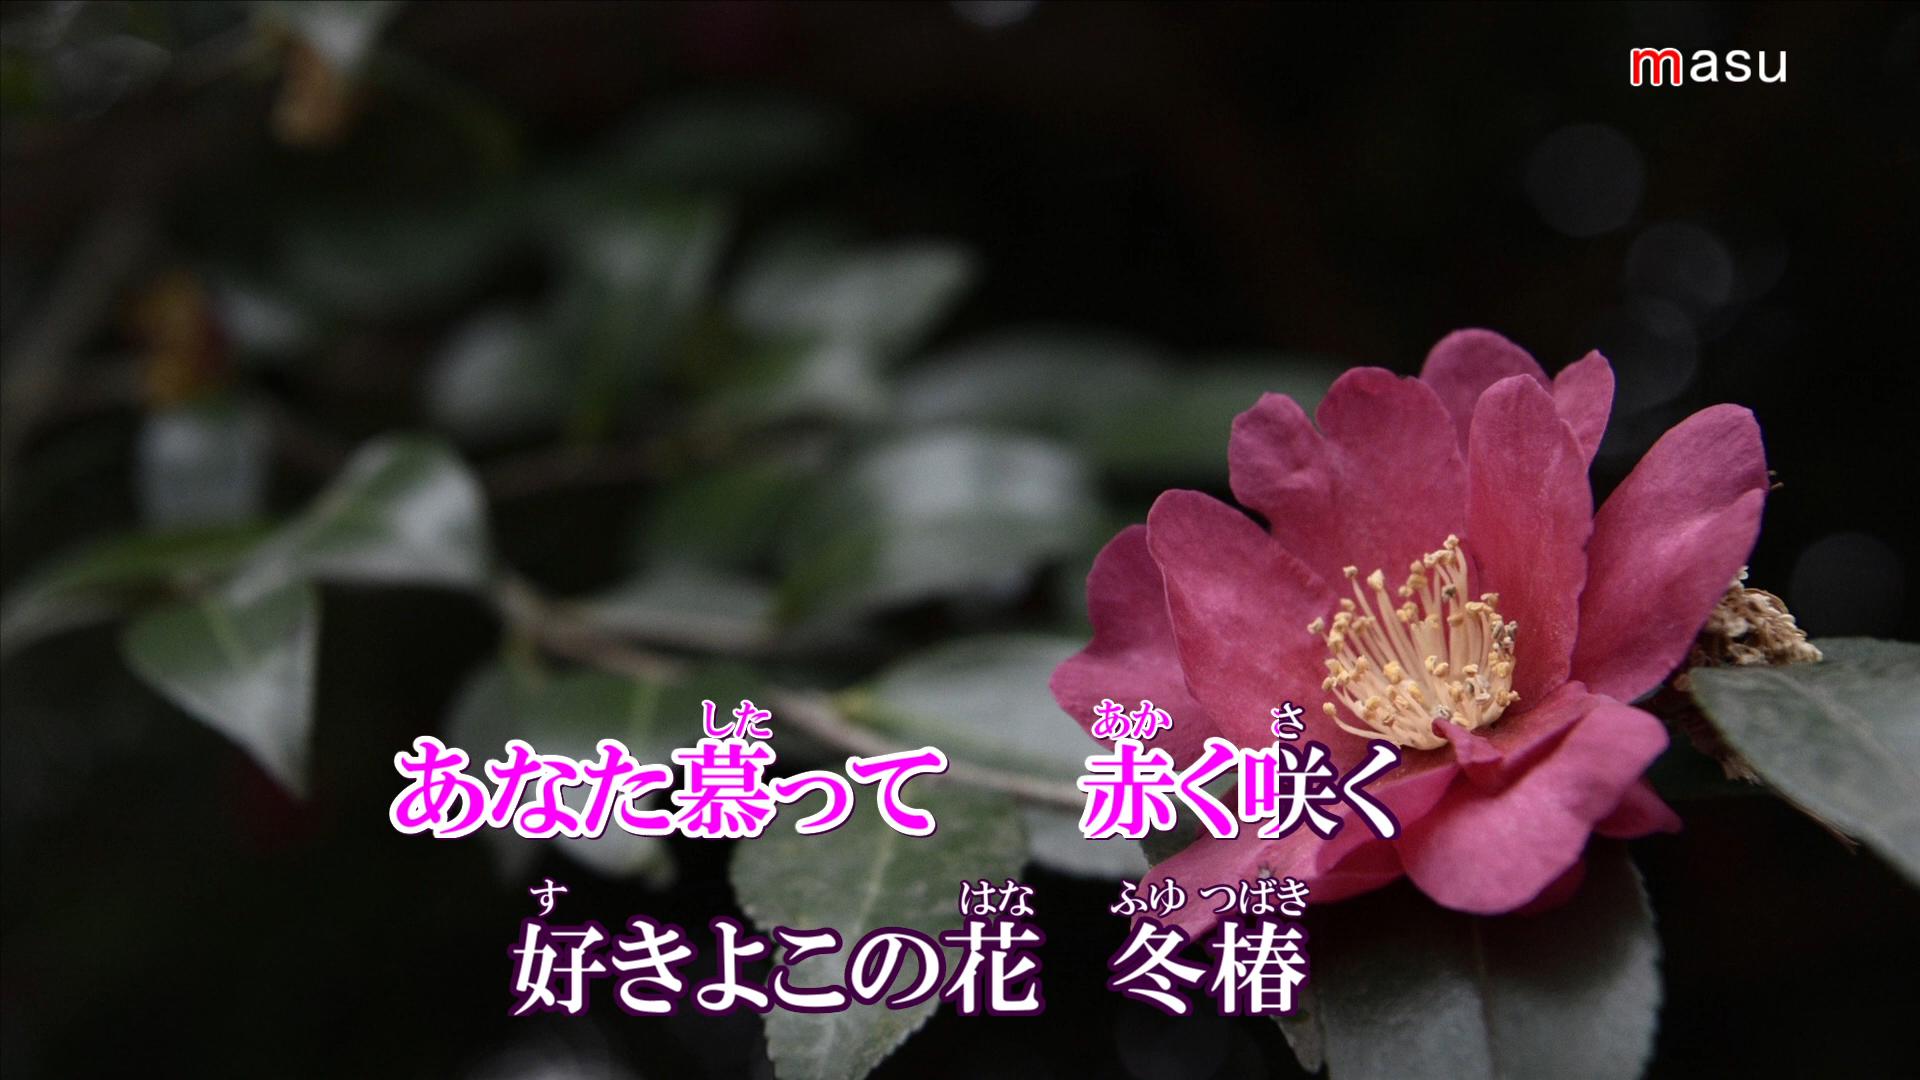 masu
した あか さ
あなた慕って 赤く咲く
す はな ふゆ つばき
好きよこの花 冬椿